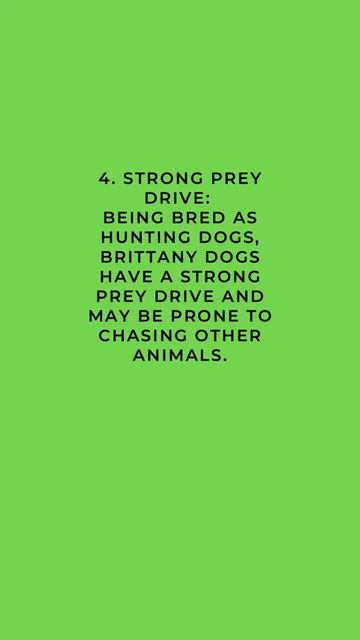 4. STRONG PREY
DRIVE:
BEING BRED AS
HUNTING DOGS,
BRITTANY DOGS
HAVE A STRONG
PREY DRIVE AND
MAY BE PRONE TO
CHASING OTHER
ANIMALS.